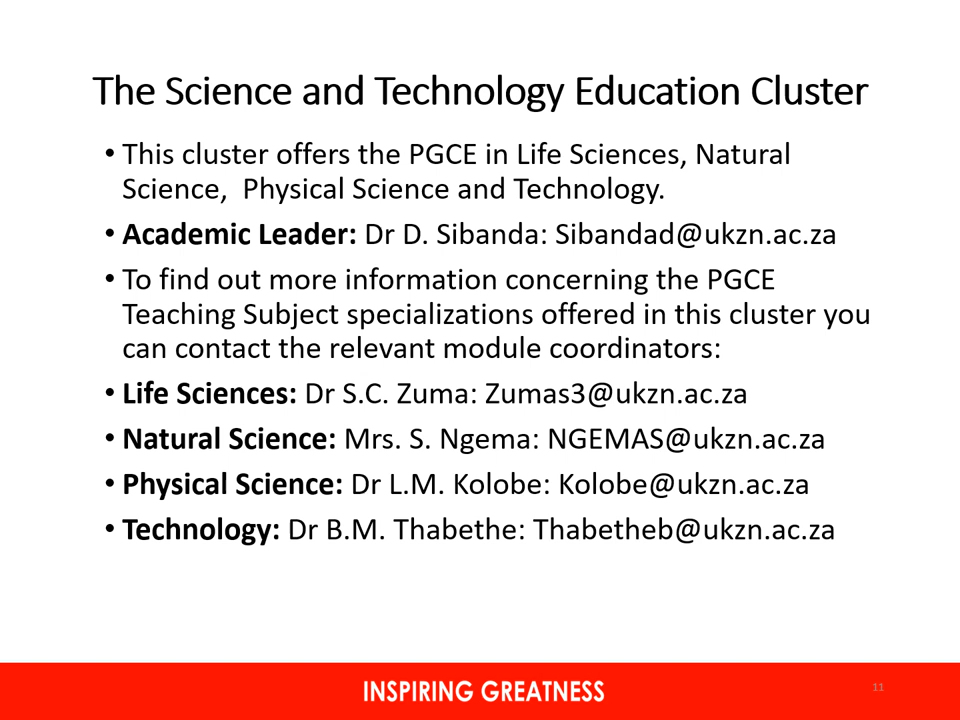 The Science and Technology Education Cluster
• This cluster offers the PGCE in Life Sciences, Natural
Science,  Physical Science and Technology.
• Academic Leader: Dr D. Sibanda: Sibandad@ukzn.ac.za
• To find out more information concerning the PGCE
Teaching Subject specializations offered in this cluster you
can contact the relevant module coordinators:
• Life Sciences: Dr S.C. Zuma: Zumas3@ukzn.ac.za
• Natural Science: Mrs. S. Ngema: NGEMAS@ukzn.ac.za
• Physical Science: Dr L.M. Kolobe: Kolobe@ukzn.ac.za
• Technology: Dr B.M. Thabethe: Thabetheb@ukzn.ac.za
INSPIRING GREATNESS
11